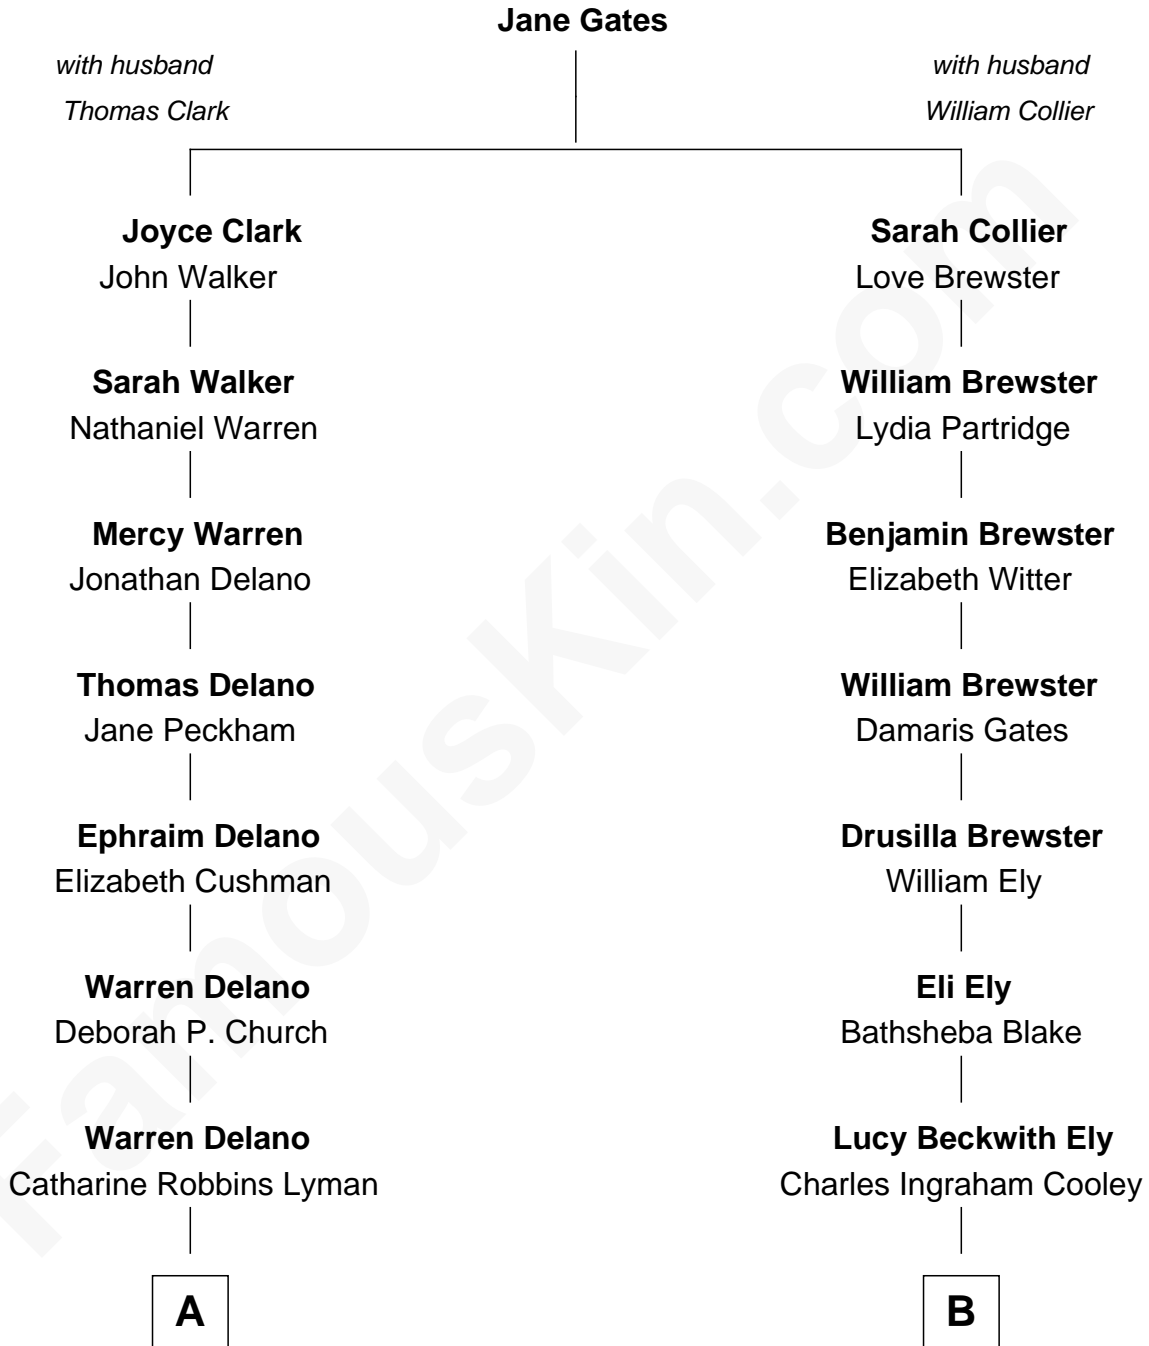 Jane Gates
with husband
Thomas Clark
with husband
William Collier
Joyce Clark
John Walker
Sarah Collier
Love Brewster
Sarah Walker
Nathaniel Warren
William Brewster
Lydia Partridge
Mercy Warren
Jonathan Delano
Benjamin Brewster
Elizabeth Witter
Thomas Delano
Jane Peckham
William Brewster
Damaris Gates
Ephraim Delano
Elizabeth Cushman
Drusilla Brewster
William Ely
Warren Delano
Deborah P. Church
Eli Ely
Bathsheba Blake
Warren Delano
Catharine Robbins Lyman
Lucy Beckwith Ely
Charles Ingraham Cooley
A
B
FamousKin.com